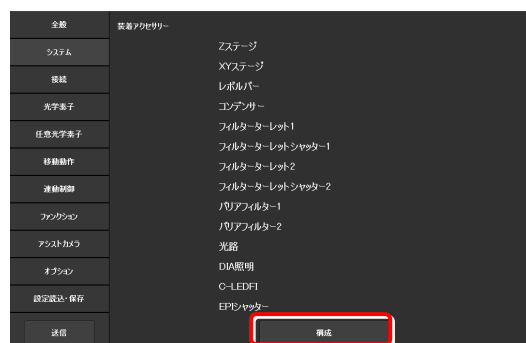 全般
システム
接続
光学素子
任意光学素子
移動動作
連動制御
ファンクション
アシストカメラ
オプション
設定読込・保存
送信
装着アクセサリー
Zステージ
XYステージ
レボルバー
コンデンサー
フィルターターレット1
フィルターターレットシャッター1
フィルターターレット2
フィルターターレットシャッター2
バリアフィルター1
バリアフィルター2
光路
DIA照明
C-LEDFI
EPIシャッター
構成